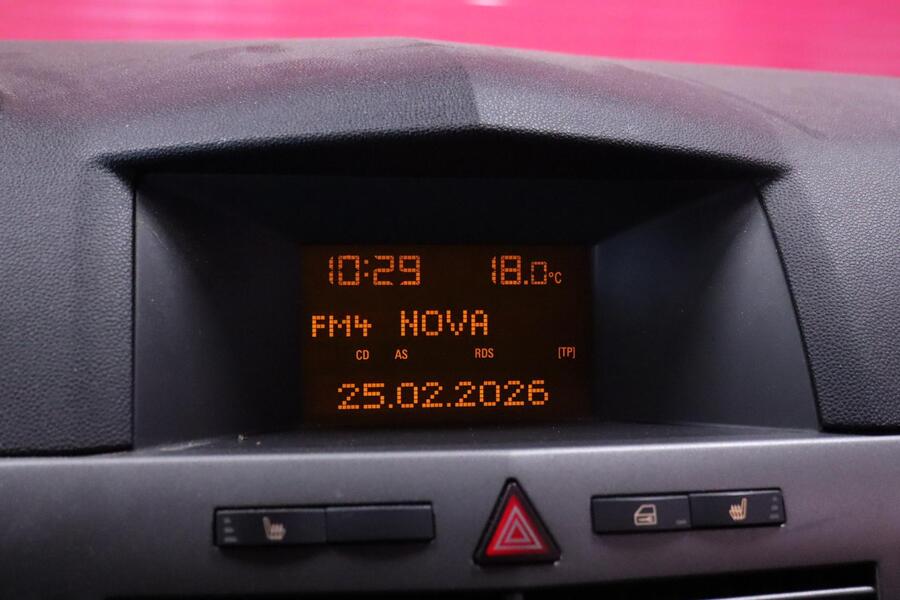 10:29 18.0°C
FM4 NOVA
CD AS RDS [TP]
25.02.2026